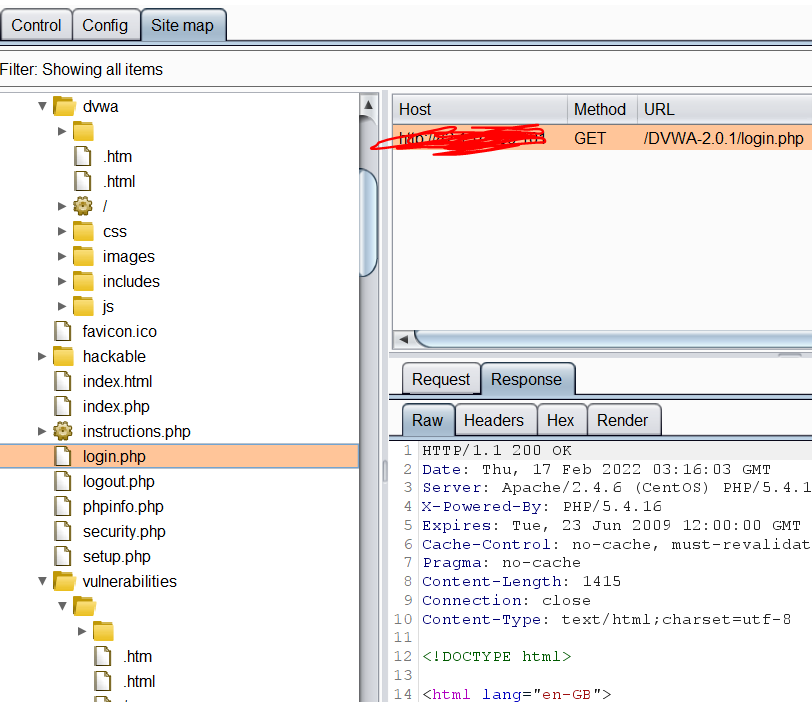 Control Config Site map
Filter: Showing all items
dvwa
.htm
.html
/
css
images
includes
js
favicon.ico
hackable
index.html
index.php
instructions.php
login.php
logout.php
phpinfo.php
security.php
setup.php
vulnerabilities
.htm
.html
Host Method URL
GET /DVWA-2.0.1/login.php
Request Response
Raw Headers Hex Render
1 HTTP/1.1 200 OK
2 Date: Thu, 17 Feb 2022 03:16:03 GMT
3 Server: Apache/2.4.6 (CentOS) PHP/5.4.1
4 X-Powered-By: PHP/5.4.16
5 Expires: Tue, 23 Jun 2009 12:00:00 GMT
6 Cache-Control: no-cache, must-revalidat
7 Pragma: no-cache
8 Content-Length: 1415
9 Connection: close
10 Content-Type: text/html;charset=utf-8
11
12 <!DOCTYPE html>
13
14 <html lang="en-GB">